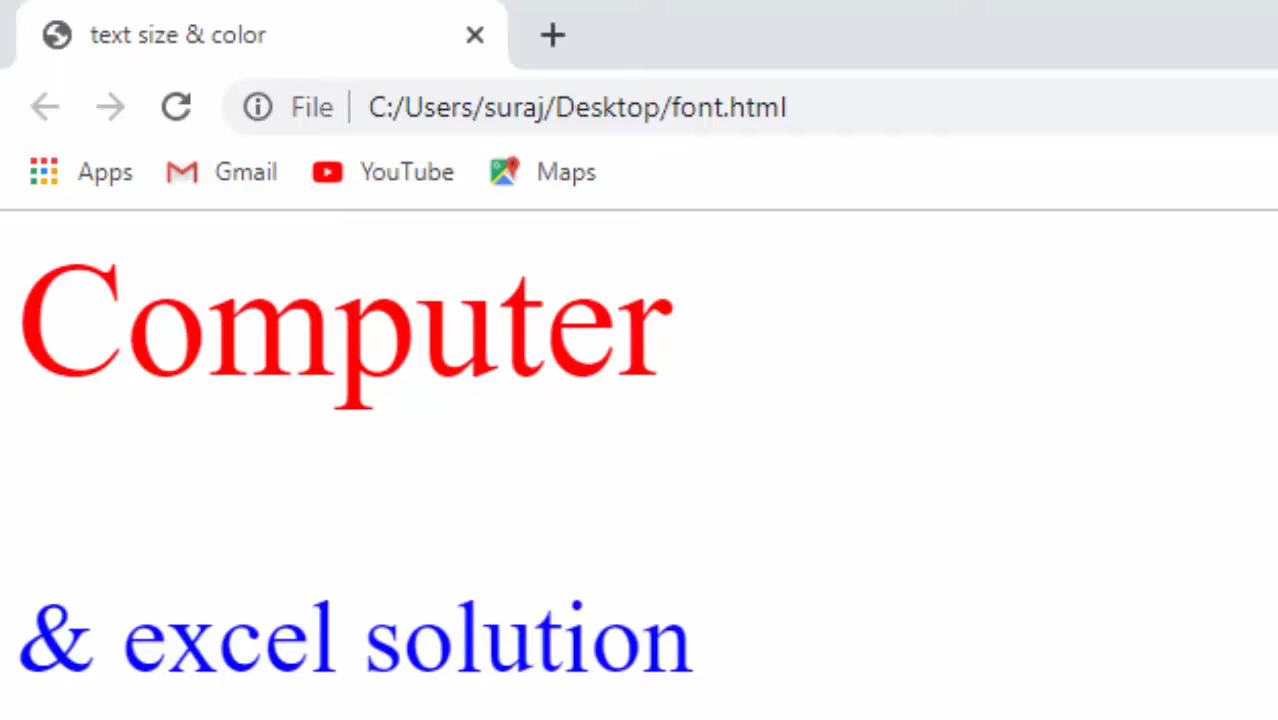 text size & color
File C:/Users/suraj/Desktop/font.html
Apps Gmail YouTube Maps
Computer
& excel solution